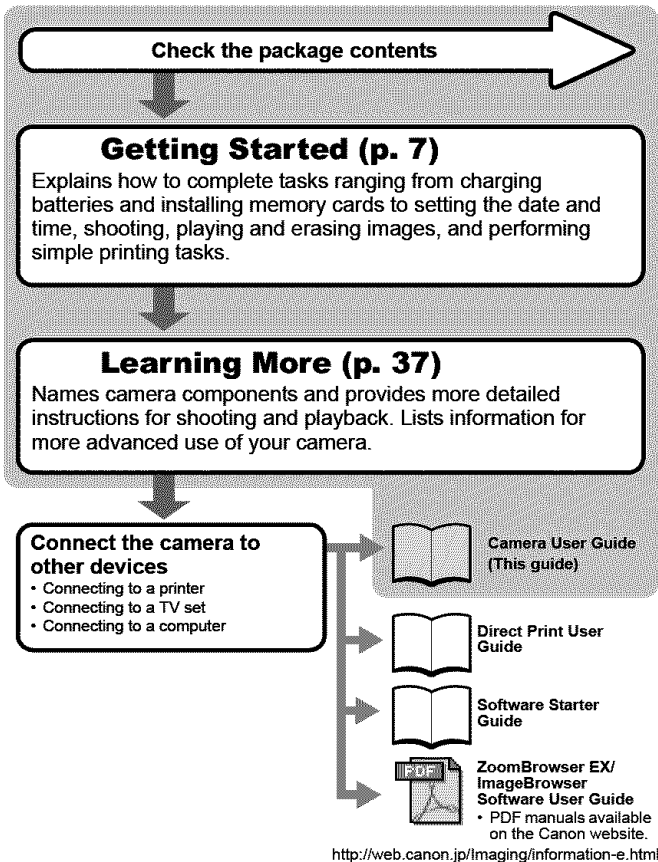 Check the package contents
Getting Started (p. 7)
Explains how to complete tasks ranging from charging
batteries and installing memory cards to setting the date and
time, shooting, playing and erasing images, and performing
simple printing tasks.
Learning More (p. 37)
Names camera components and provides more detailed
instructions for shooting and playback. Lists information for
more advanced use of your camera.
Connect the camera to
other devices
• Connecting to a printer
• Connecting to a TV set
• Connecting to a computer
Camera User Guide
(This guide)
Direct Print User
Guide
Software Starter
Guide
PDF
ZoomBrowser EX/
ImageBrowser
Software User Guide
• PDF manuals available
on the Canon website.
http://web.canon.jp/Imaging/information-e.html